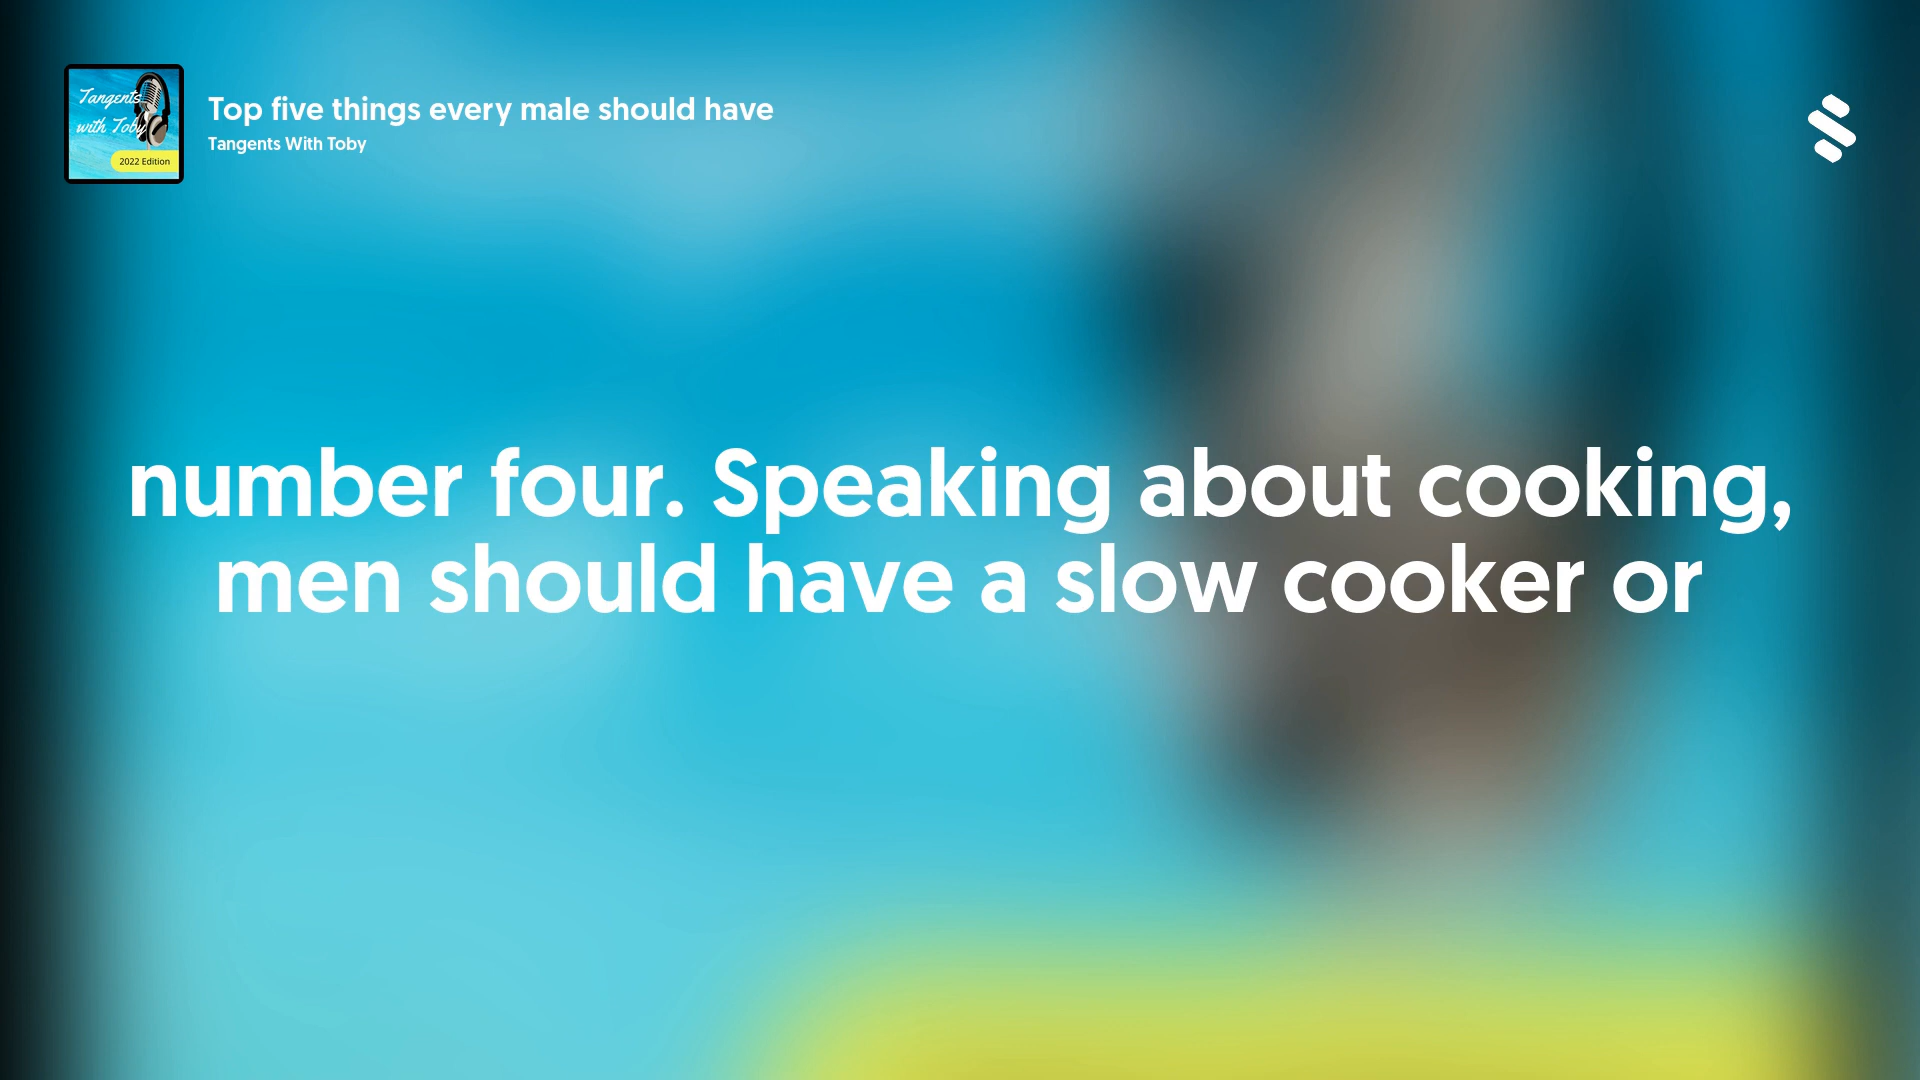 Tangents
with Toby
2022 Edition
Top five things every male should have
Tangents With Toby
number four. Speaking about cooking,
men should have a slow cooker or